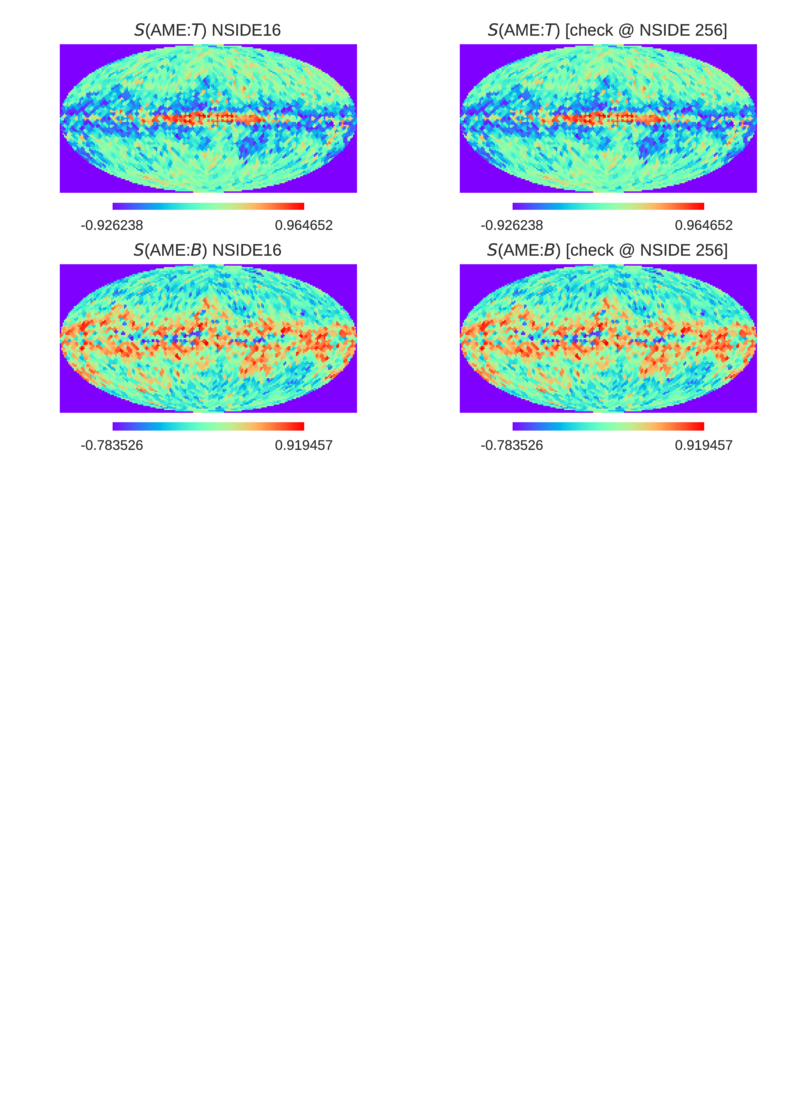 S(AME:T) NSIDE16
S(AME:T) [check @ NSIDE 256]
-0.926238 0.964652
-0.926238 0.964652
S(AME:B) NSIDE16
S(AME:B) [check @ NSIDE 256]
-0.783526 0.919457
-0.783526 0.919457